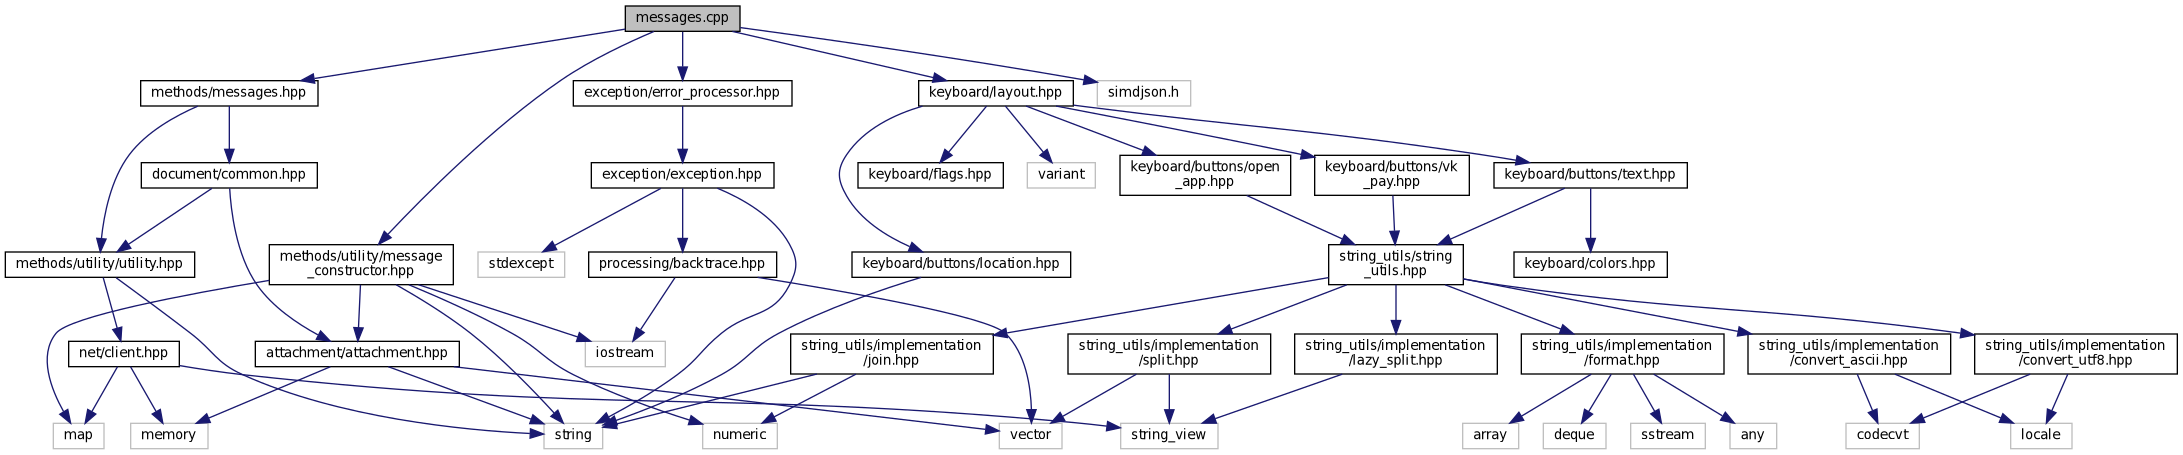 messages.cpp
methods/messages.hpp
exception/error_processor.hpp
keyboard/layout.hpp
simdjson.h
document/common.hpp
exception/exception.hpp
keyboard/flags.hpp
variant
keyboard/buttons/open
_app.hpp
keyboard/buttons/vk
_pay.hpp
keyboard/buttons/text.hpp
methods/utility/utility.hpp
methods/utility/message
_constructor.hpp
stdexcept
processing/backtrace.hpp
keyboard/buttons/location.hpp
string_utils/string
_utils.hpp
keyboard/colors.hpp
net/client.hpp
attachment/attachment.hpp
iostream
string_utils/implementation
/join.hpp
string_utils/implementation
/split.hpp
string_utils/implementation
/lazy_split.hpp
string_utils/implementation
/format.hpp
string_utils/implementation
/convert_ascii.hpp
string_utils/implementation
/convert_utf8.hpp
map
memory
string
numeric
vector
string_view
array
deque
sstream
any
codecvt
locale